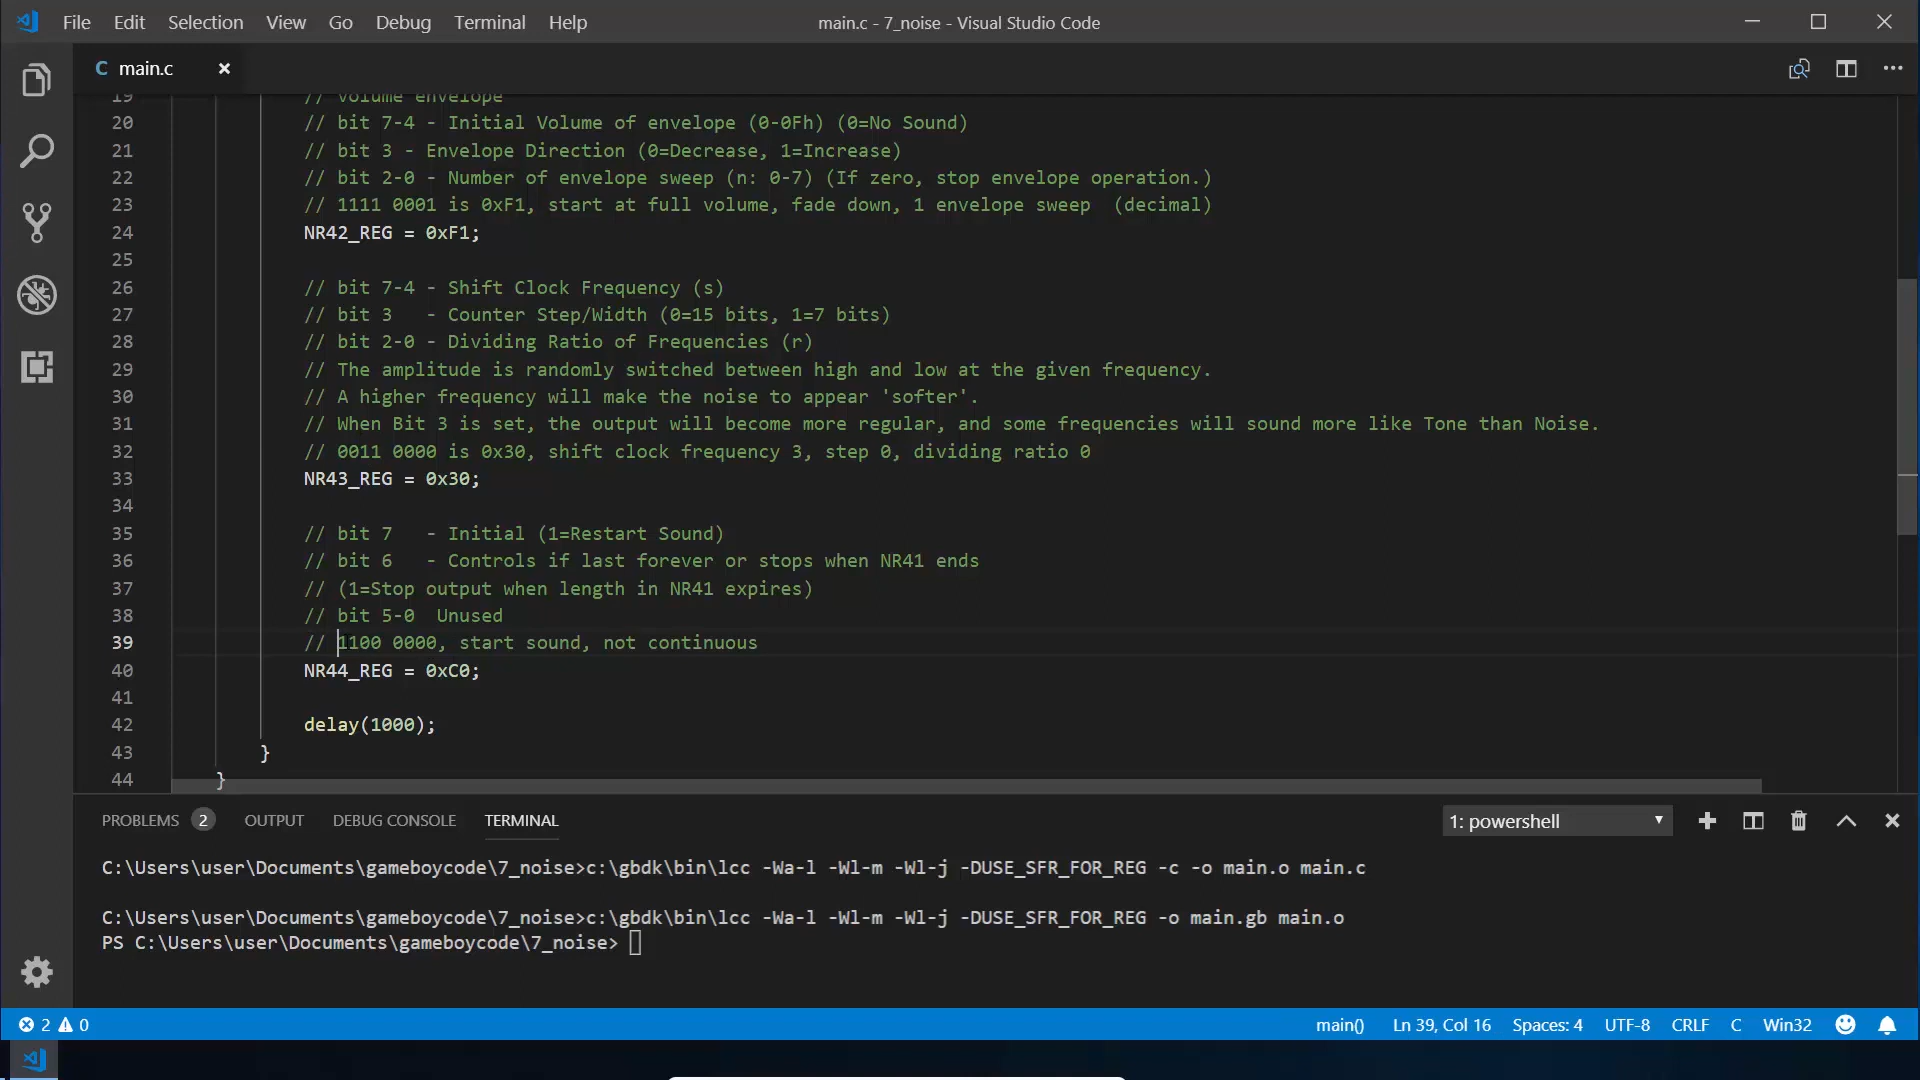 File Edit Selection View Go Debug Terminal Help
main.c - 7_noise - Visual Studio Code
C main.c
19 // volume envelope
20 // bit 7-4 - Initial Volume of envelope (0-0Fh) (0=No Sound)
21 // bit 3 - Envelope Direction (0=Decrease, 1=Increase)
22 // bit 2-0 - Number of envelope sweep (n: 0-7) (If zero, stop envelope operation.)
23 // 1111 0001 is 0xF1, start at full volume, fade down, 1 envelope sweep  (decimal)
24 NR42_REG = 0xF1;
25
26 // bit 7-4 - Shift Clock Frequency (s)
27 // bit 3   - Counter Step/Width (0=15 bits, 1=7 bits)
28 // bit 2-0 - Dividing Ratio of Frequencies (r)
29 // The amplitude is randomly switched between high and low at the given frequency.
30 // A higher frequency will make the noise to appear 'softer'.
31 // When Bit 3 is set, the output will become more regular, and some frequencies will sound more like Tone than Noise.
32 // 0011 0000 is 0x30, shift clock frequency 3, step 0, dividing ratio 0
33 NR43_REG = 0x30;
34
35 // bit 7   - Initial (1=Restart Sound)
36 // bit 6   - Controls if last forever or stops when NR41 ends
37 // (1=Stop output when length in NR41 expires)
38 // bit 5-0  Unused
39 // 1100 0000, start sound, not continuous
40 NR44_REG = 0xC0;
41
42 delay(1000);
43 }
44 }
PROBLEMS 2 OUTPUT DEBUG CONSOLE TERMINAL 1: powershell
C:\Users\user\Documents\gameboycode\7_noise>c:\gbdk\bin\lcc -Wa-l -Wl-m -Wl-j -DUSE_SFR_FOR_REG -c -o main.o main.c
C:\Users\user\Documents\gameboycode\7_noise>c:\gbdk\bin\lcc -Wa-l -Wl-m -Wl-j -DUSE_SFR_FOR_REG -o main.gb main.o
PS C:\Users\user\Documents\gameboycode\7_noise>
2 0 main() Ln 39, Col 16 Spaces: 4 UTF-8 CRLF C Win32